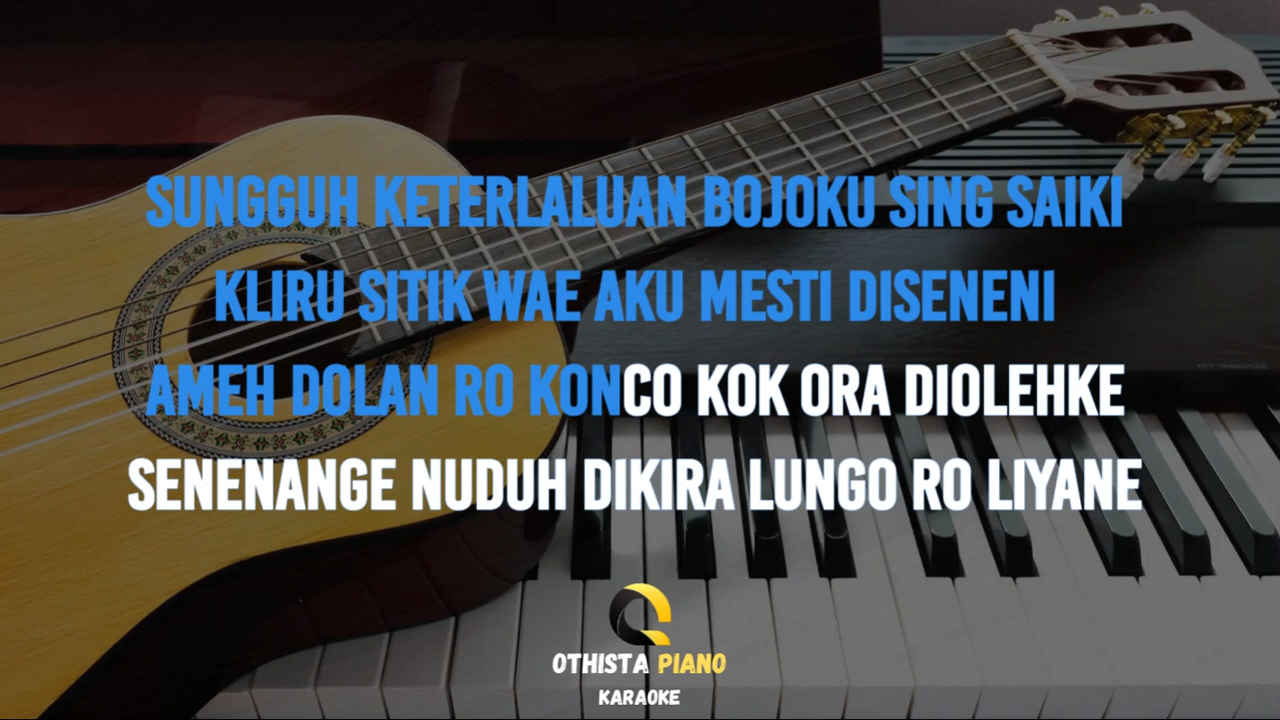 SUNGGUH KETERLALUAN BOJOKU SING SAIKI
KLIRU SITIK WAE AKU MESTI DISENENI
AMEH DOLAN RO KONCO KOK ORA DIOLEHKE
SENENANGE NUDUH DIKIRA LUNGO RO LIYANE
OTHISTA PIANO
KARAOKE